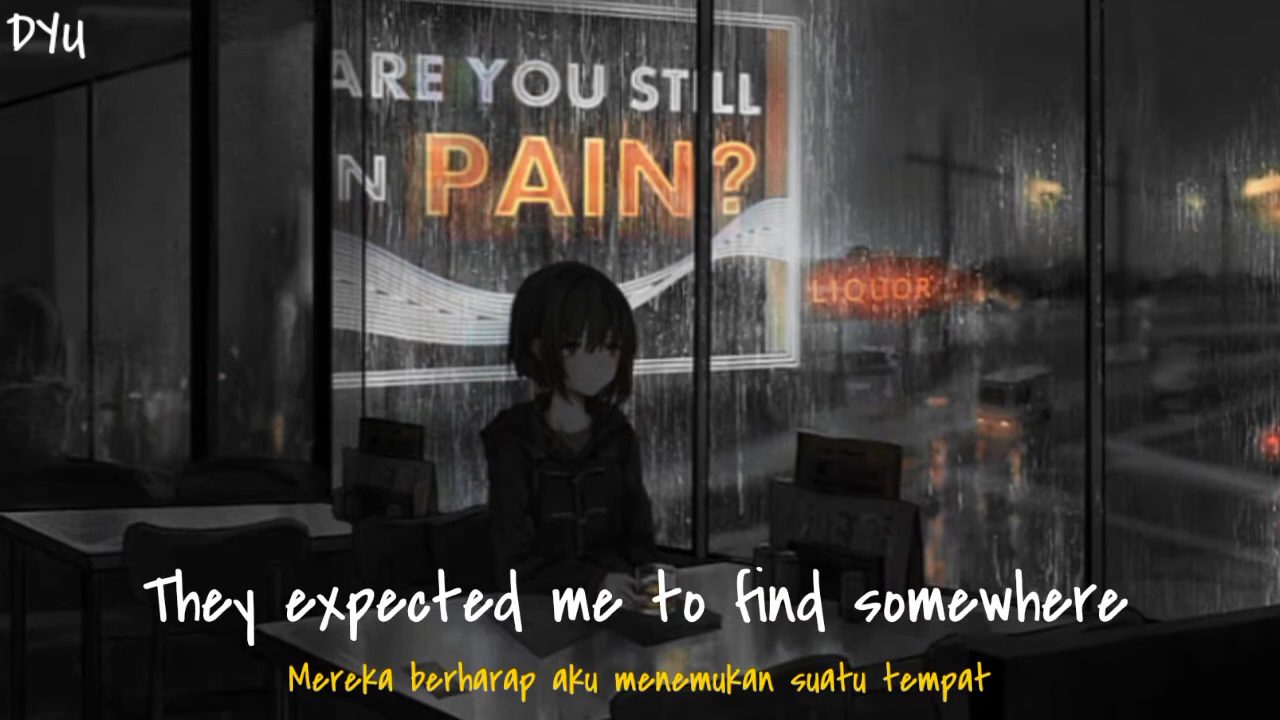 DYU
ARE YOU STILL
N PAIN?
LIQUOR
They expected me to find somewhere
Mereka berharap aku menemukan suatu tempat